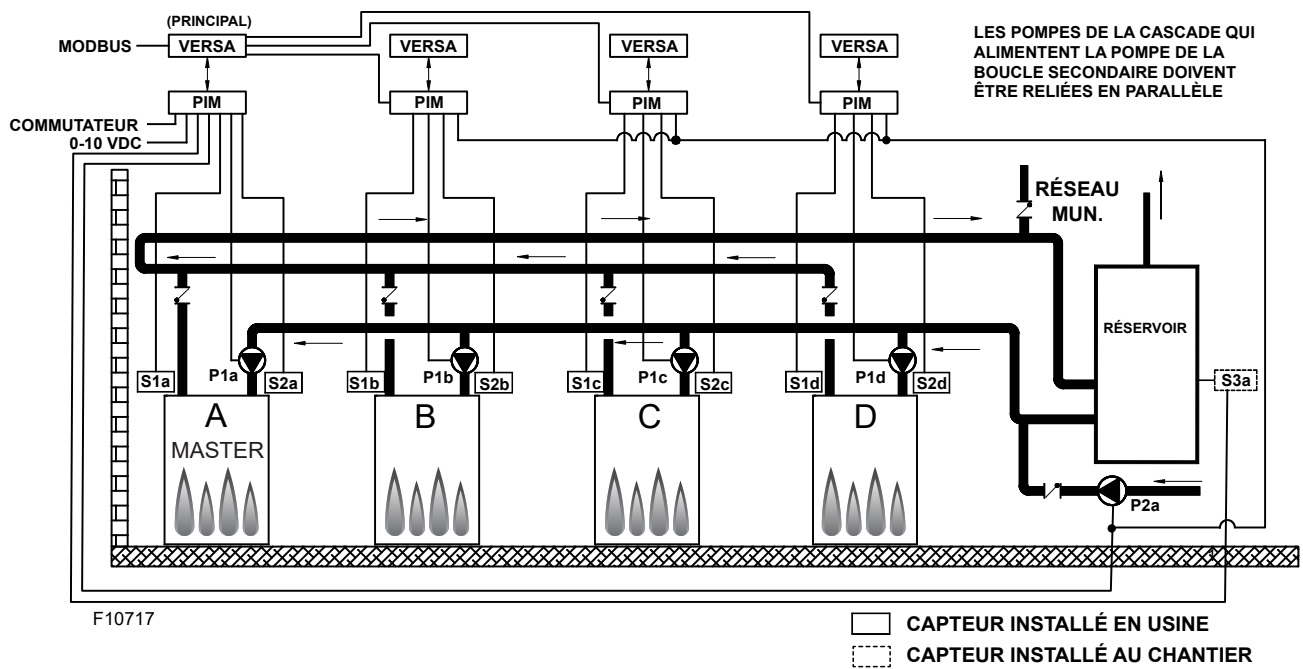 (PRINCIPAL)
MODBUS
VERSA
VERSA
VERSA
VERSA
LES POMPES DE LA CASCADE QUI
ALIMENTENT LA POMPE DE LA
BOUCLE SECONDAIRE DOIVENT
ÊTRE RELIÉES EN PARALLÈLE
PIM
PIM
PIM
PIM
COMMUTATEUR
0-10 VDC
RÉSEAU
MUN.
RÉSERVOIR
S1a
P1a
S2a
S1b
P1b
S2b
S1c
P1c
S2c
S1d
P1d
S2d
S3a
A
MASTER
B
C
D
P2a
1
F10717
CAPTEUR INSTALLÉ EN USINE
CAPTEUR INSTALLÉ AU CHANTIER